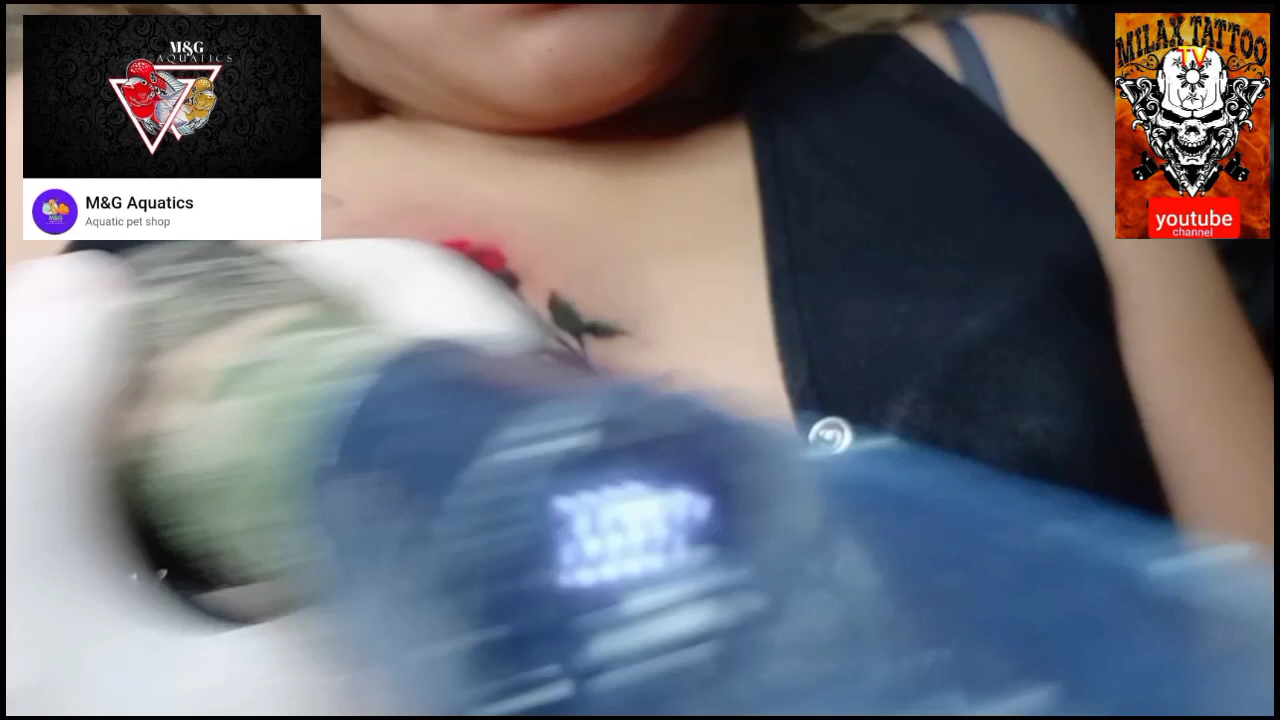 M&G
AQUATICS
M&G Aquatics
Aquatic pet shop
MILAX TATTOO
TV
youtube
channel